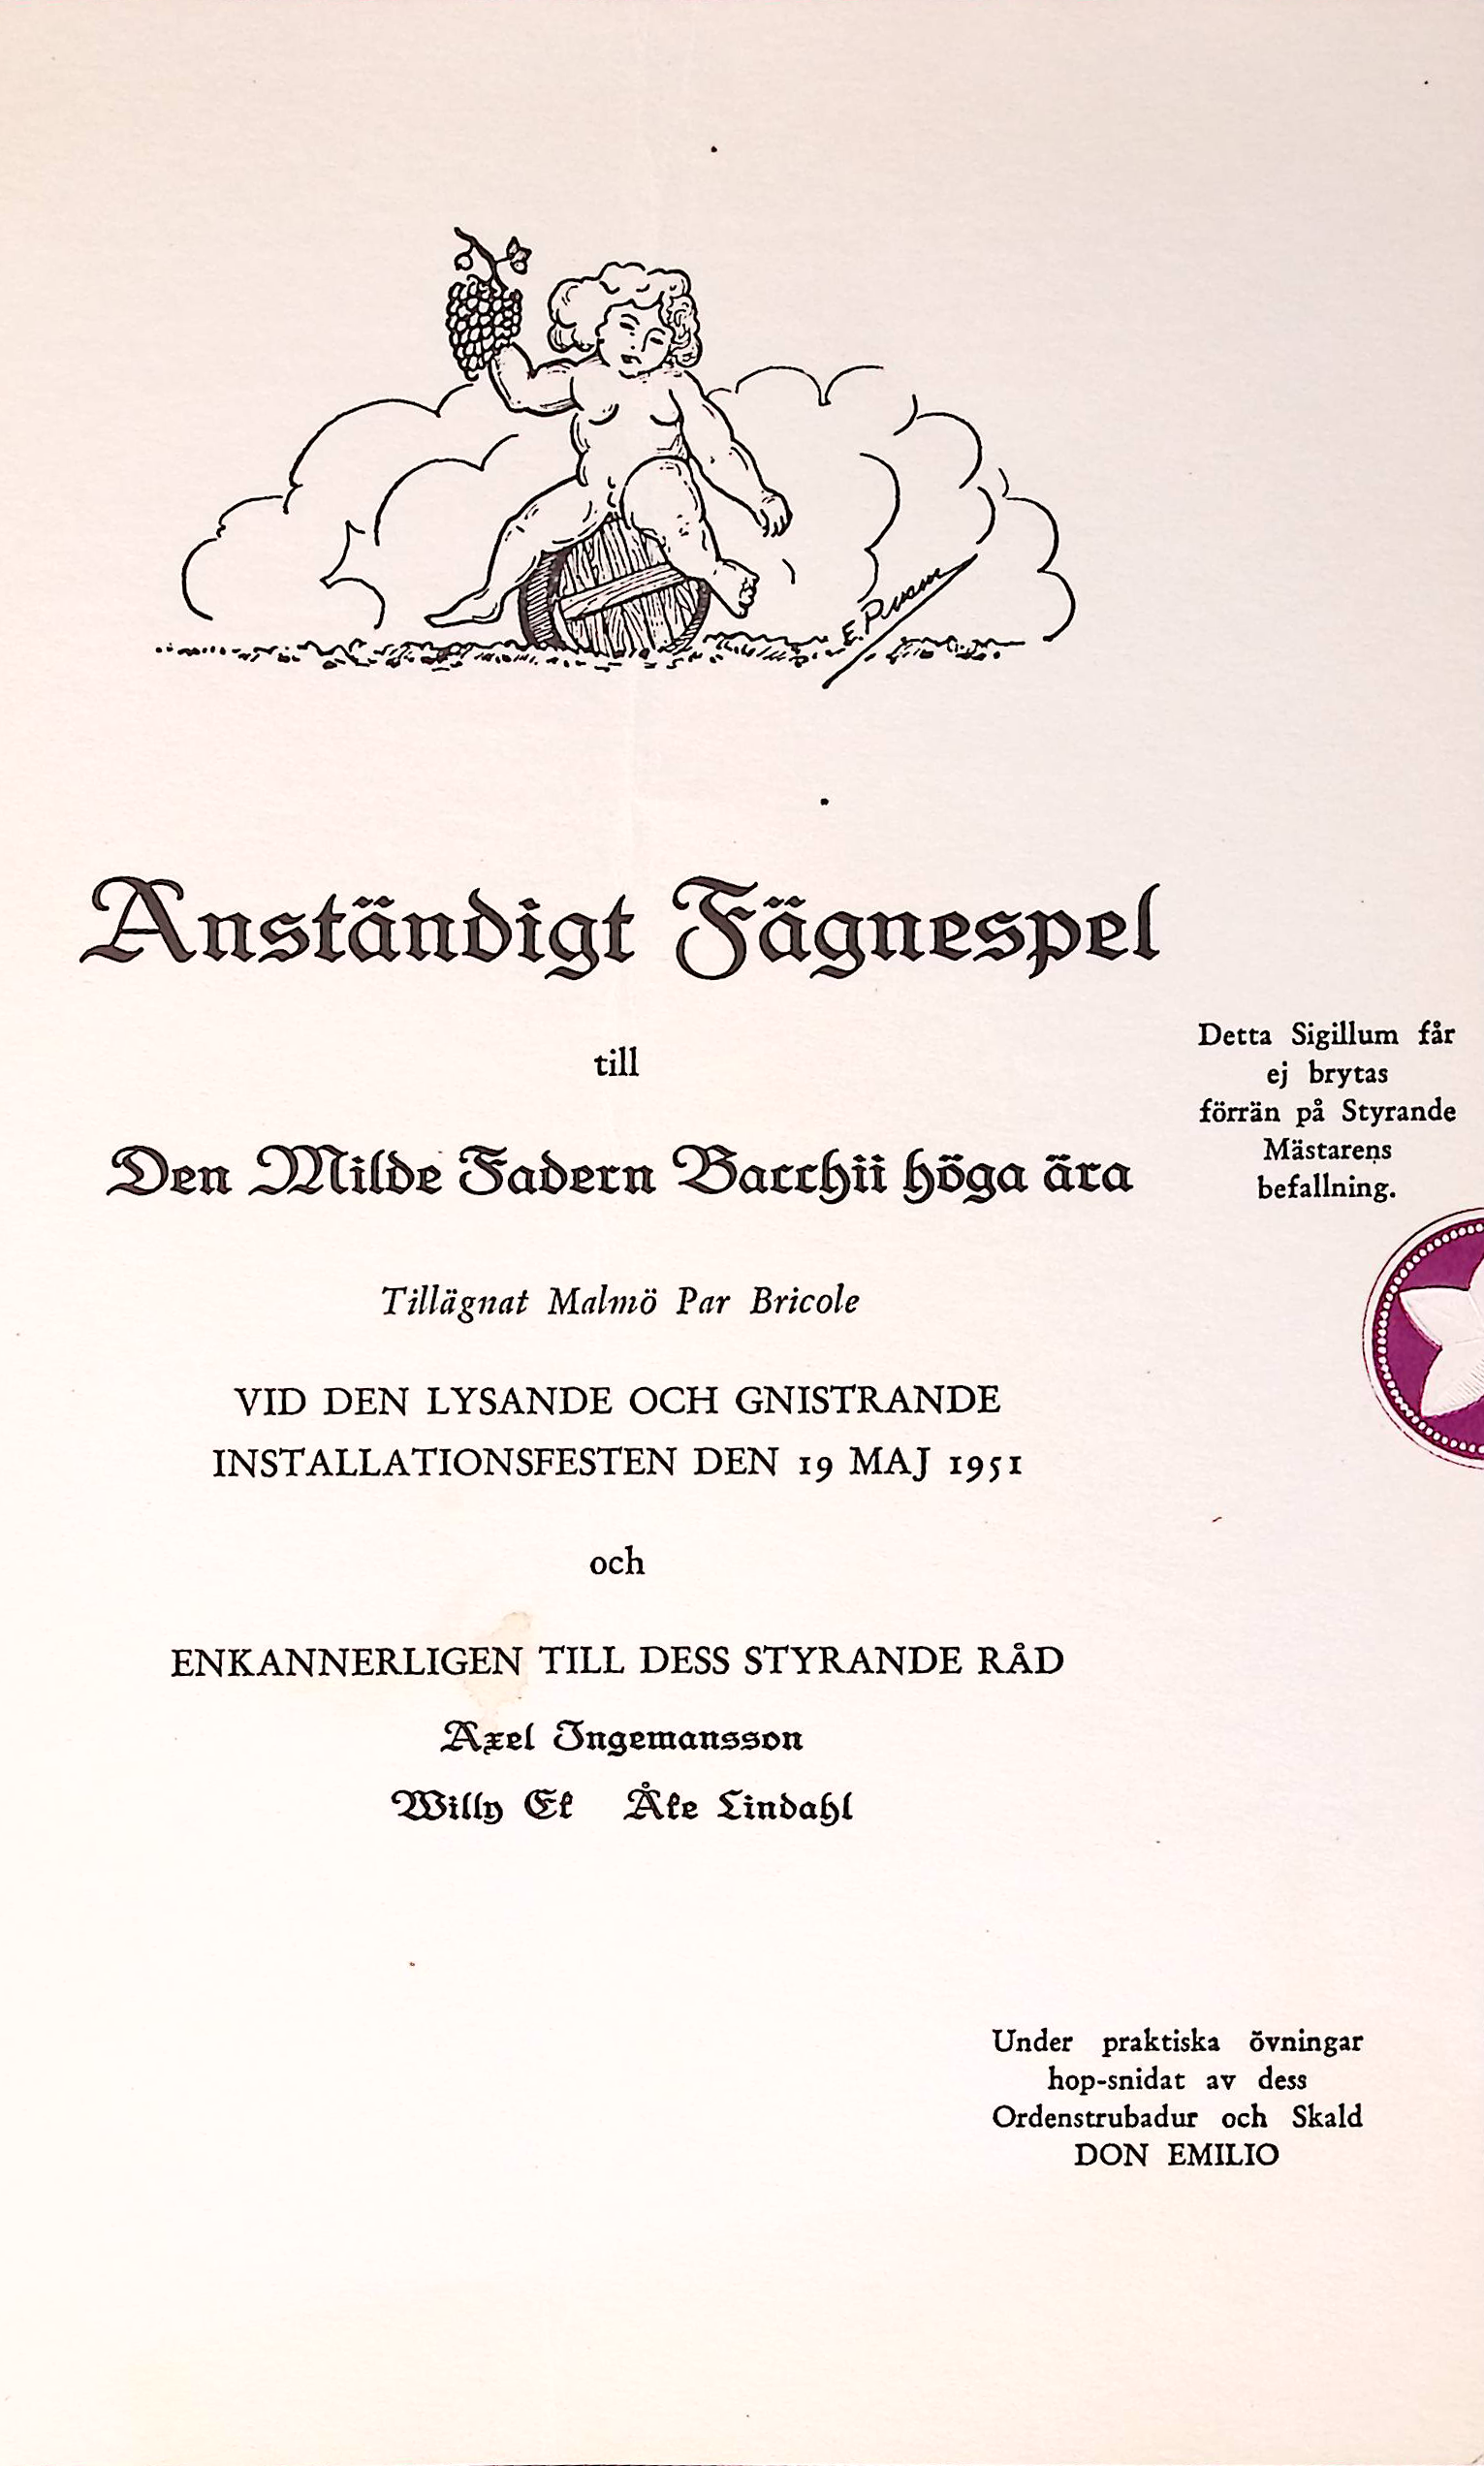 Anständigt Fägnespel
till
Den Milde Fadern Bacchii höga ära
Tillägnat Malmö Par Bricole
VID DEN LYSANDE OCH GNISTRANDE
INSTALLATIONSFESTEN DEN 19 MAJ 1951
och
ENKANNERLIGEN TILL DESS STYRANDE RÅD
Axel Ingemansson
Willy Ek Åke Lindahl
Detta Sigillum får
ej brytas
förrän på Styrande
Mästarens
befallning.
Under praktiska övningar
hop-snidat av dess
Ordenstrubadur och Skald
DON EMILIO